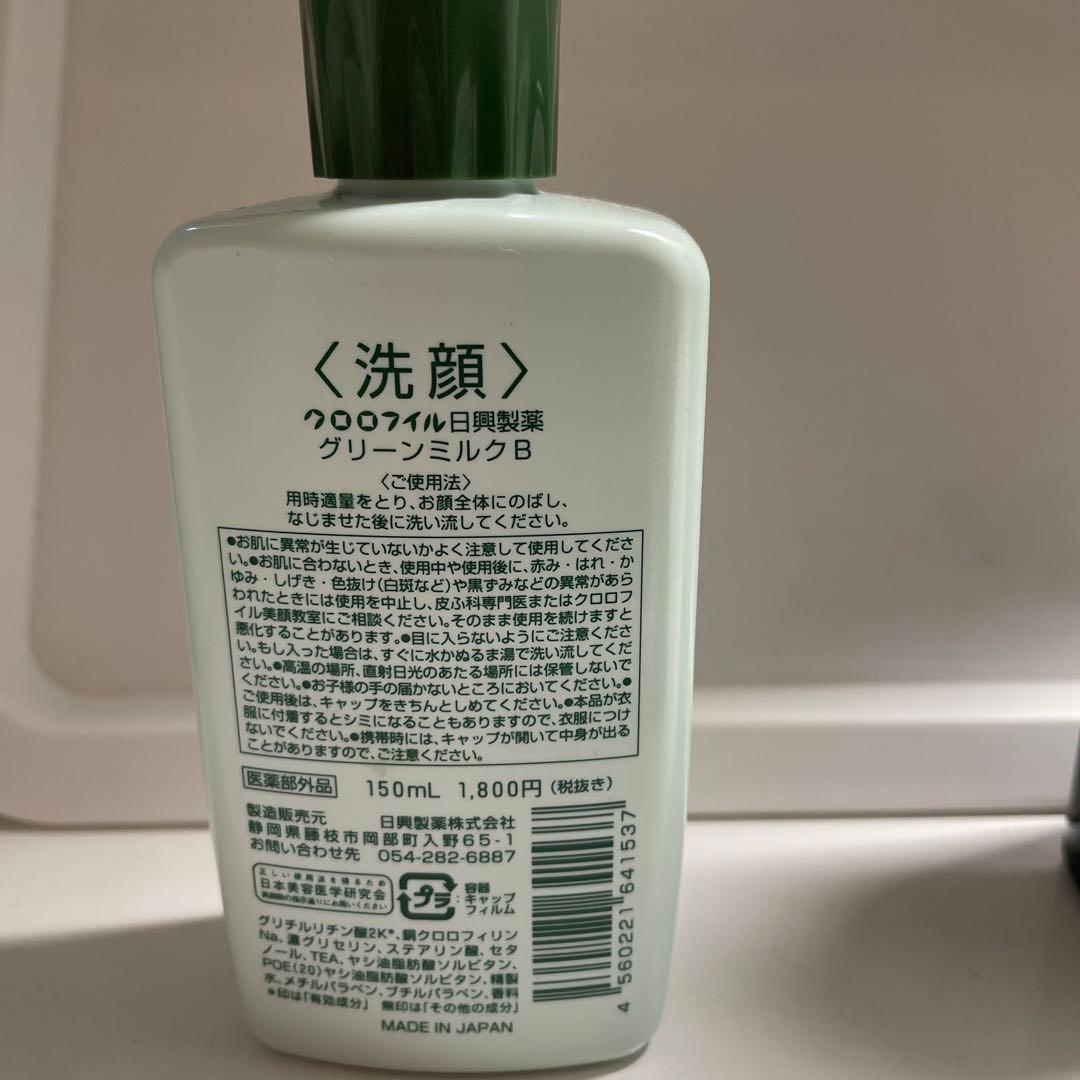 〈洗顔〉
クロロフイル日興製薬
グリーンミルクB
〈ご使用法〉
用時適量をとり、お顔全体にのばし、
なじませた後に洗い流してください。
●お肌に異常が生じていないかよく注意して使用してくださ
い。●お肌に合わないとき、使用中や使用後に、赤み・はれ・か
ゆみ・しげき・色抜け(白斑など)や黒ずみなどの異常があら
われたときには使用を中止し、皮ふ科専門医またはクロロフ
イル美顔教室にご相談ください。そのまま使用を続けますと
悪化することがあります。●目に入らないようにご注意くださ
い。もし入った場合は、すぐに水かぬるま湯で洗い流してくだ
さい。●高温の場所、直射日光のあたる場所には保管しないで
ください。●お子様の手の届かないところにおいてください。●
ご使用後は、キャップをきちんとしめてください。●本品が衣
服に付着するとシミになることもありますので、衣服につけ
ないでください。●携帯時には、キャップが開いて中身が出る
ことがありますので、ご注意ください。
医薬部外品 150mL 1,800円(税抜き)
製造販売元 日興製薬株式会社
静岡県藤枝市岡部町入野65-1
お問い合わせ先 054-282-6887
正しい使用法を得るため
日本美容医学研究会
美顔師の指示通りにお用いください
プラ
:容器
キャップ
フィルム
グリチルリチン酸2K*、銅クロロフィリン
Na、濃グリセリン、ステアリン酸、セタ
ノール、TEA、ヤシ油脂肪酸ソルビタン、
POE(20)ヤシ油脂肪酸ソルビタン、精製
水、メチルパラベン、ブチルパラベン、香料
*印は「有効成分」 無印は「その他の成分」
MADE IN JAPAN
4 560221 641537